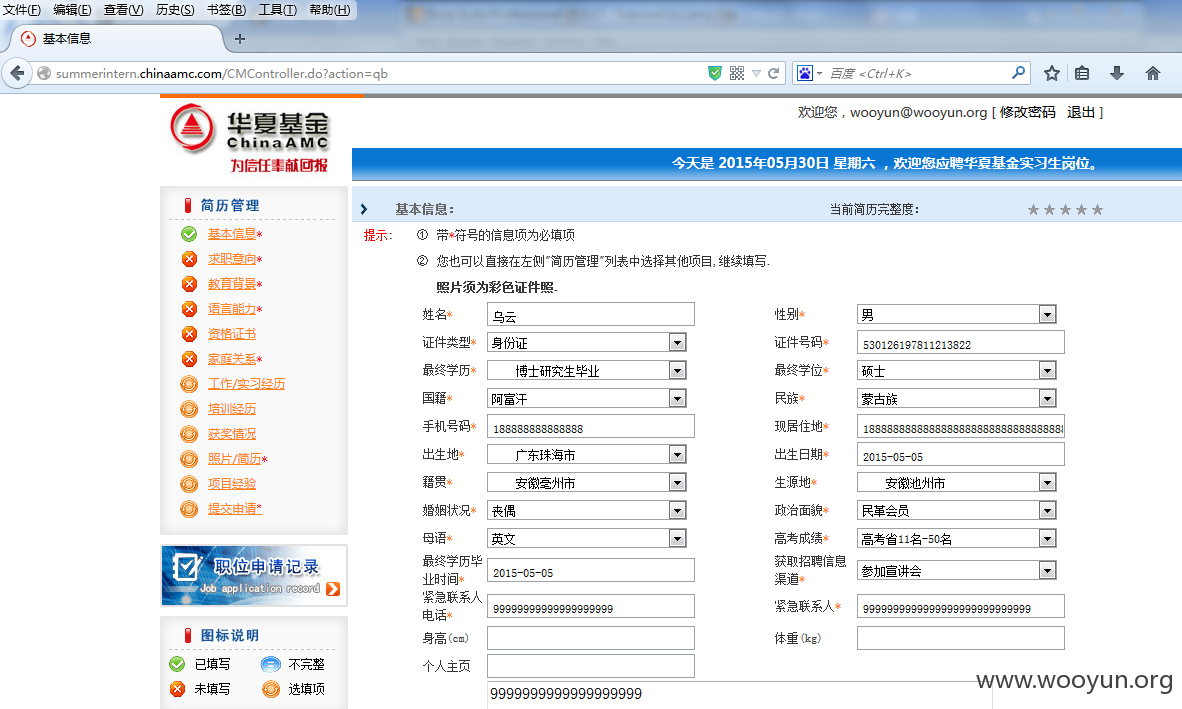 文件(F) 编辑(E) 查看(V) 历史(S) 书签(B) 工具(T) 帮助(H)
基本信息
summerintern.chinaamc.com/CMController.do?action=qb
百度 <Ctrl+K>
华夏基金
ChinaAMC
为信任奉献回报
欢迎您，wooyun@wooyun.org [ 修改密码 退出 ]
今天是 2015年05月30日 星期六 ，欢迎您应聘华夏基金实习生岗位。
简历管理
基本信息*
求职意向*
教育背景*
语言能力*
资格证书
家庭关系*
工作/实习经历
培训经历
获奖情况
照片/简历*
项目经验
提交申请*
职位申请记录
Job application record
图标说明
已填写 不完整
未填写 选填项
基本信息: 当前简历完整度: ★★★★★
提示: ① 带*符号的信息项为必填项
② 您也可以直接在左侧"简历管理"列表中选择其他项目,继续填写.
照片须为彩色证件照.
姓名* 乌云 性别* 男
证件类型* 身份证 证件号码* 530126197811213822
最终学历* 博士研究生毕业 最终学位* 硕士
国籍* 阿富汗 民族* 蒙古族
手机号码* 188888888888888 现居住地*
出生地* 广东珠海市 出生日期* 2015-05-05
籍贯* 安徽亳州市 生源地* 安徽池州市
婚姻状况* 丧偶 政治面貌* 民革会员
母语* 英文 高考成绩* 高考省11名-50名
最终学历毕业时间* 2015-05-05 获取招聘信息渠道* 参加宣讲会
紧急联系人电话* 99999999999999999999 紧急联系人* 9999999999999999999999999999
身高(cm) 体重(kg)
个人主页
9999999999999999999
www.wooyun.org